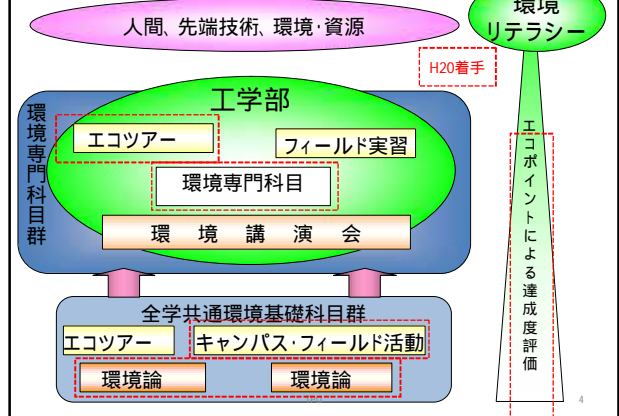 人間、先端技術、環境･資源
環境
リテラシー
H20着手
工学部
環境専門科目群
エコツアー
フィールド実習
環境専門科目
環境講演会
エコポイントによる達成度評価
全学共通環境基礎科目群
エコツアー
キャンパス･フィールド活動
環境論
環境論
4